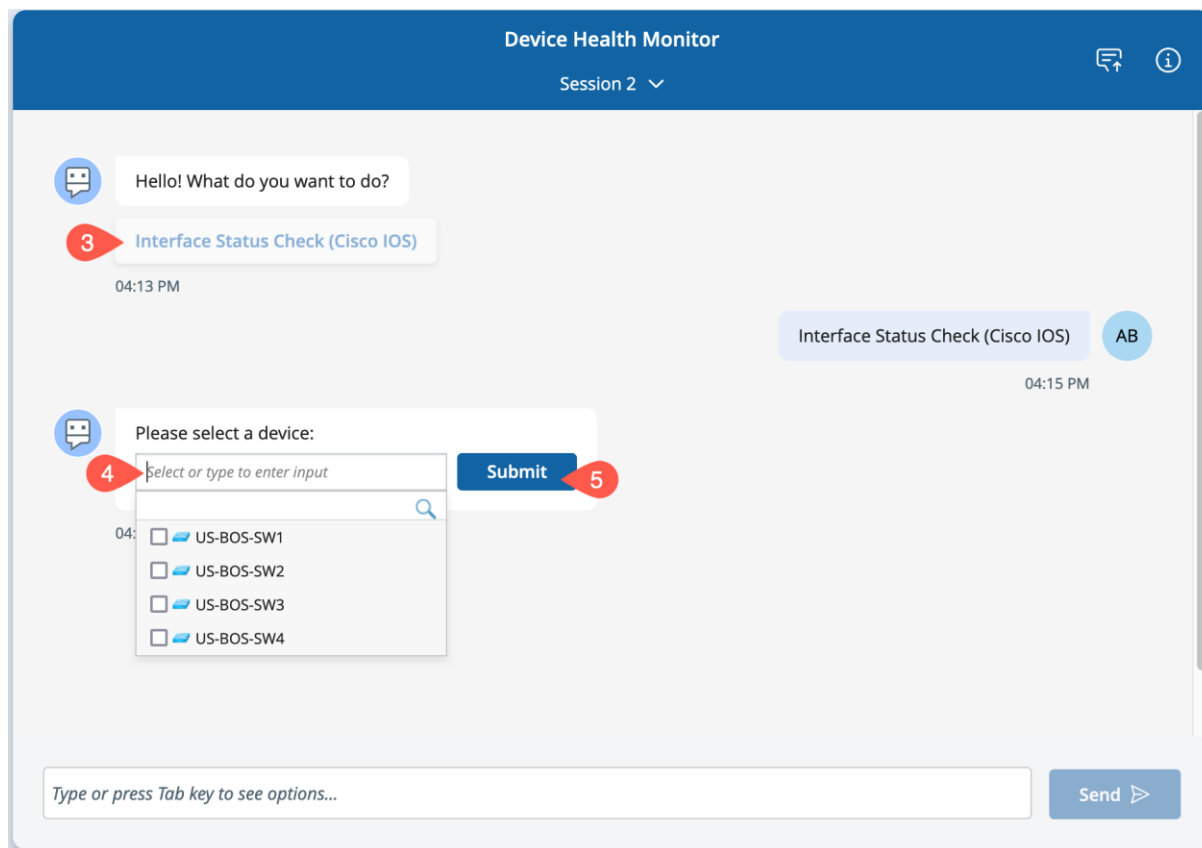 Device Health Monitor
Session 2
Hello! What do you want to do?
3
Interface Status Check (Cisco IOS)
04:13 PM
Interface Status Check (Cisco IOS)
AB
04:15 PM
Please select a device:
4
Select or type to enter input
Submit
5
04:
US-BOS-SW1
US-BOS-SW2
US-BOS-SW3
US-BOS-SW4
Type or press Tab key to see options...
Send